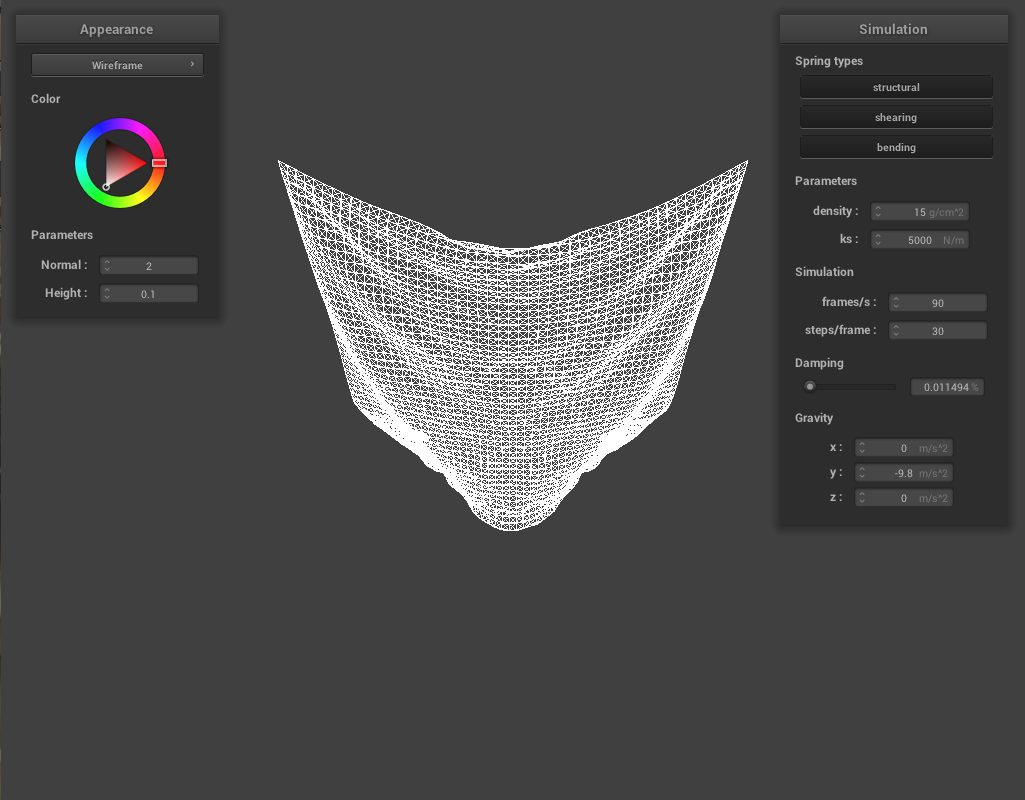 Appearance
Wireframe
Color
Parameters
Normal : 2
Height : 0.1
Simulation
Spring types
structural
shearing
bending
Parameters
density : 15 g/cm^2
ks : 5000 N/m
Simulation
frames/s : 90
steps/frame : 30
Damping
0.011494 %
Gravity
x : 0 m/s^2
y : -9.8 m/s^2
z : 0 m/s^2